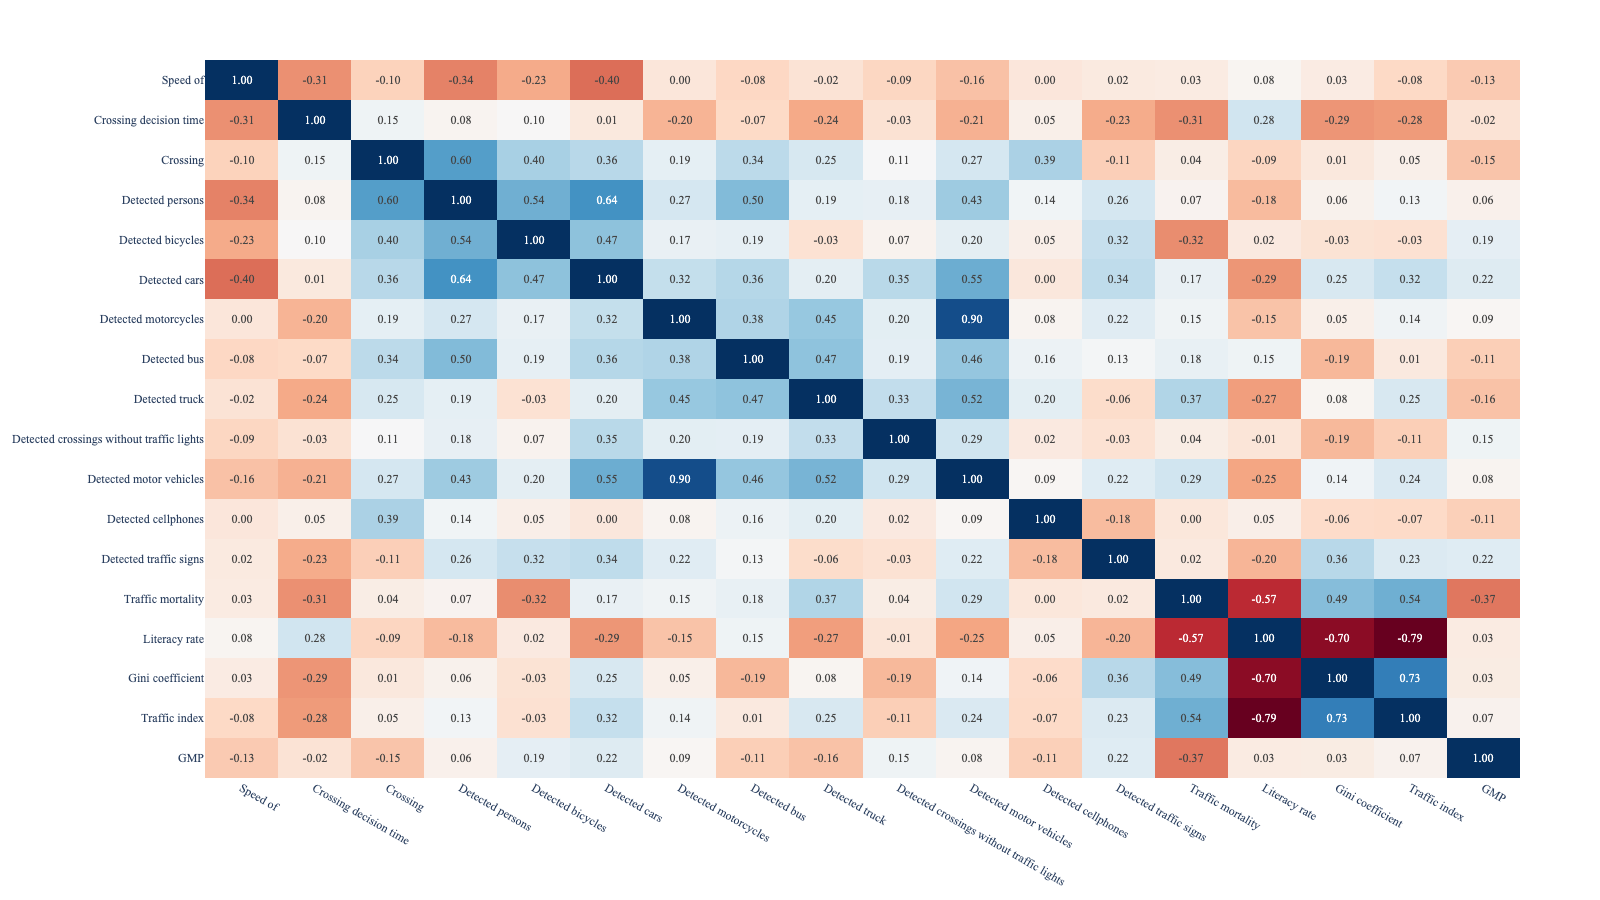 Speed of 1.00 -0.31 -0.10 -0.34 -0.23 -0.40 0.00 -0.08 -0.02 -0.09 -0.16 0.00 0.02 0.03 0.08 0.03 -0.08 -0.13
Crossing decision time -0.31 1.00 0.15 0.08 0.10 0.01 -0.20 -0.07 -0.24 -0.03 -0.21 0.05 -0.23 -0.31 0.28 -0.29 -0.28 -0.02
Crossing -0.10 0.15 1.00 0.60 0.40 0.36 0.19 0.34 0.25 0.11 0.27 0.39 -0.11 0.04 -0.09 0.01 0.05 -0.15
Detected persons -0.34 0.08 0.60 1.00 0.54 0.64 0.27 0.50 0.19 0.18 0.43 0.14 0.26 0.07 -0.18 0.06 0.13 0.06
Detected bicycles -0.23 0.10 0.40 0.54 1.00 0.47 0.17 0.19 -0.03 0.07 0.20 0.05 0.32 -0.32 0.02 -0.03 -0.03 0.19
Detected cars -0.40 0.01 0.36 0.64 0.47 1.00 0.32 0.36 0.20 0.35 0.55 0.00 0.34 0.17 -0.29 0.25 0.32 0.22
Detected motorcycles 0.00 -0.20 0.19 0.27 0.17 0.32 1.00 0.38 0.45 0.20 0.90 0.08 0.22 0.15 -0.15 0.05 0.14 0.09
Detected bus -0.08 -0.07 0.34 0.50 0.19 0.36 0.38 1.00 0.47 0.19 0.46 0.16 0.13 0.18 0.15 -0.19 0.01 -0.11
Detected truck -0.02 -0.24 0.25 0.19 -0.03 0.20 0.45 0.47 1.00 0.33 0.52 0.20 -0.06 0.37 -0.27 0.08 0.25 -0.16
Detected crossings without traffic lights -0.09 -0.03 0.11 0.18 0.07 0.35 0.20 0.19 0.33 1.00 0.29 0.02 -0.03 0.04 -0.01 -0.19 -0.11 0.15
Detected motor vehicles -0.16 -0.21 0.27 0.43 0.20 0.55 0.90 0.46 0.52 0.29 1.00 0.09 0.22 0.29 -0.25 0.14 0.24 0.08
Detected cellphones 0.00 0.05 0.39 0.14 0.05 0.00 0.08 0.16 0.20 0.02 0.09 1.00 -0.18 0.00 0.05 -0.06 -0.07 -0.11
Detected traffic signs 0.02 -0.23 -0.11 0.26 0.32 0.34 0.22 0.13 -0.06 -0.03 0.22 -0.18 1.00 0.02 -0.20 0.36 0.23 0.22
Traffic mortality 0.03 -0.31 0.04 0.07 -0.32 0.17 0.15 0.18 0.37 0.04 0.29 0.00 0.02 1.00 -0.57 0.49 0.54 -0.37
Literacy rate 0.08 0.28 -0.09 -0.18 0.02 -0.29 -0.15 0.15 -0.27 -0.01 -0.25 0.05 -0.20 -0.57 1.00 -0.70 -0.79 0.03
Gini coefficient 0.03 -0.29 0.01 0.06 -0.03 0.25 0.05 -0.19 0.08 -0.19 0.14 -0.06 0.36 0.49 -0.70 1.00 0.73 0.03
Traffic index -0.08 -0.28 0.05 0.13 -0.03 0.32 0.14 0.01 0.25 -0.11 0.24 -0.07 0.23 0.54 -0.79 0.73 1.00 0.07
GMP -0.13 -0.02 -0.15 0.06 0.19 0.22 0.09 -0.11 -0.16 0.15 0.08 -0.11 0.22 -0.37 0.03 0.03 0.07 1.00
Speed of
Crossing decision time
Crossing
Detected persons
Detected bicycles
Detected cars
Detected motorcycles
Detected bus
Detected truck
Detected crossings without traffic lights
Detected motor vehicles
Detected cellphones
Detected traffic signs
Traffic mortality
Literacy rate
Gini coefficient
Traffic index
GMP